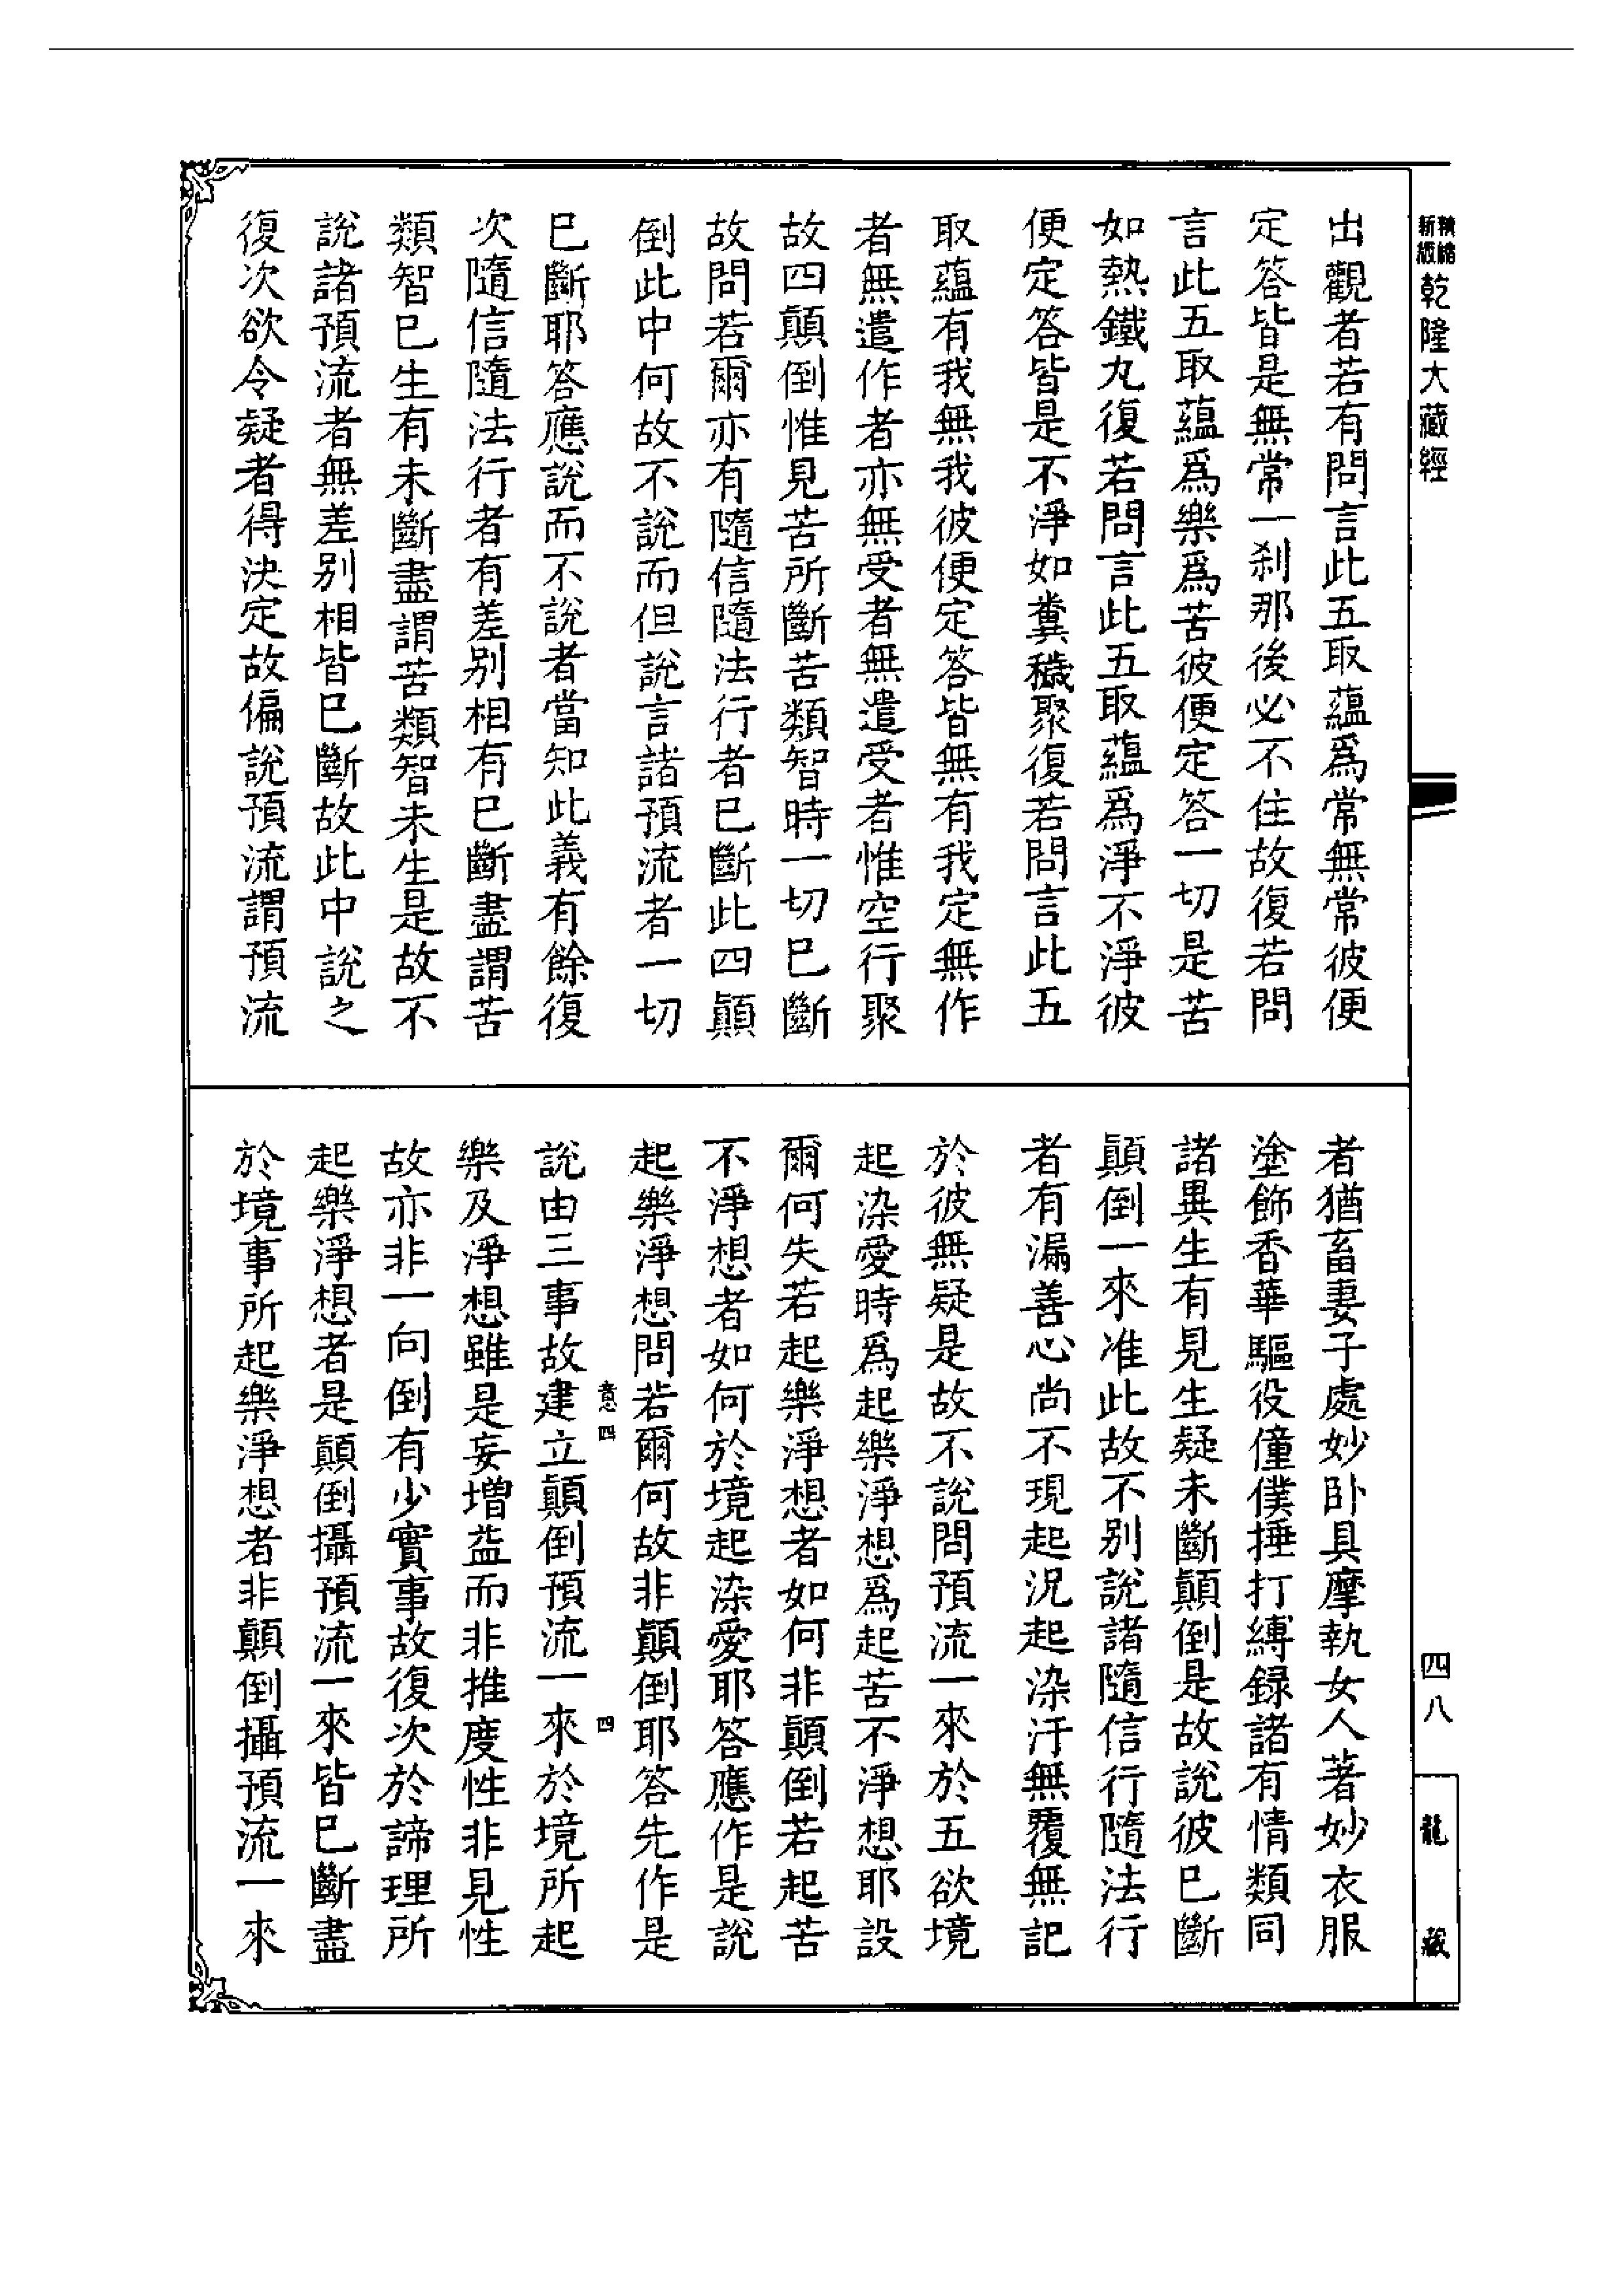 精縮新版乾隆大藏經
出觀者若有問言此五取蘊爲常無常彼便
定答皆是無常一刹那後必不住故復若問
言此五取蘊爲樂爲苦彼便定答一切是苦
如熱鐵丸復若問言此五取蘊爲淨不淨彼
便定答皆是不淨如糞穢聚復若問言此五
取蘊有我無我彼便定答皆無有我定無作
者無遣作者亦無受者無遣受者惟空行聚
故四顛倒惟見苦所斷苦類智時一切巳斷
故問若爾亦有隨信隨法行者巳斷此四顛
倒此中何故不說而但說言諸預流者一切
巳斷耶答應說而不說者當知此義有餘復
次隨信隨法行者有差别相有巳斷盡謂苦
類智巳生有未斷盡謂苦類智未生是故不
說諸預流者無差别相皆巳斷故此中說之
復次欲令疑者得決定故偏說預流謂預流
者猶畜妻子處妙卧具摩執女人著妙衣服
塗飾香華驅役僮僕捶打縛録諸有情類同
諸異生有見生疑未斷顛倒是故說彼巳斷
顛倒一來准此故不别說諸隨信行隨法行
者有漏善心尚不現起況起染汙無覆無記
於彼無疑是故不說問預流一來於五欲境
起染愛時爲起樂淨想爲起苦不淨想耶設
爾何失若起樂淨想者如何非顛倒若起苦
不淨想者如何於境起染愛耶答應作是說
起樂淨想問若爾何故非顛倒耶答先作是
意四
四
說由三事故建立顛倒預流一來於境所起
樂及淨想雖是妄增益而非推度性非見性
故亦非一向倒有少實事故復次於諦理所
起樂淨想者是顛倒攝預流一來皆巳斷盡
於境事所起樂淨想者非顛倒攝預流一來
四八
龍藏